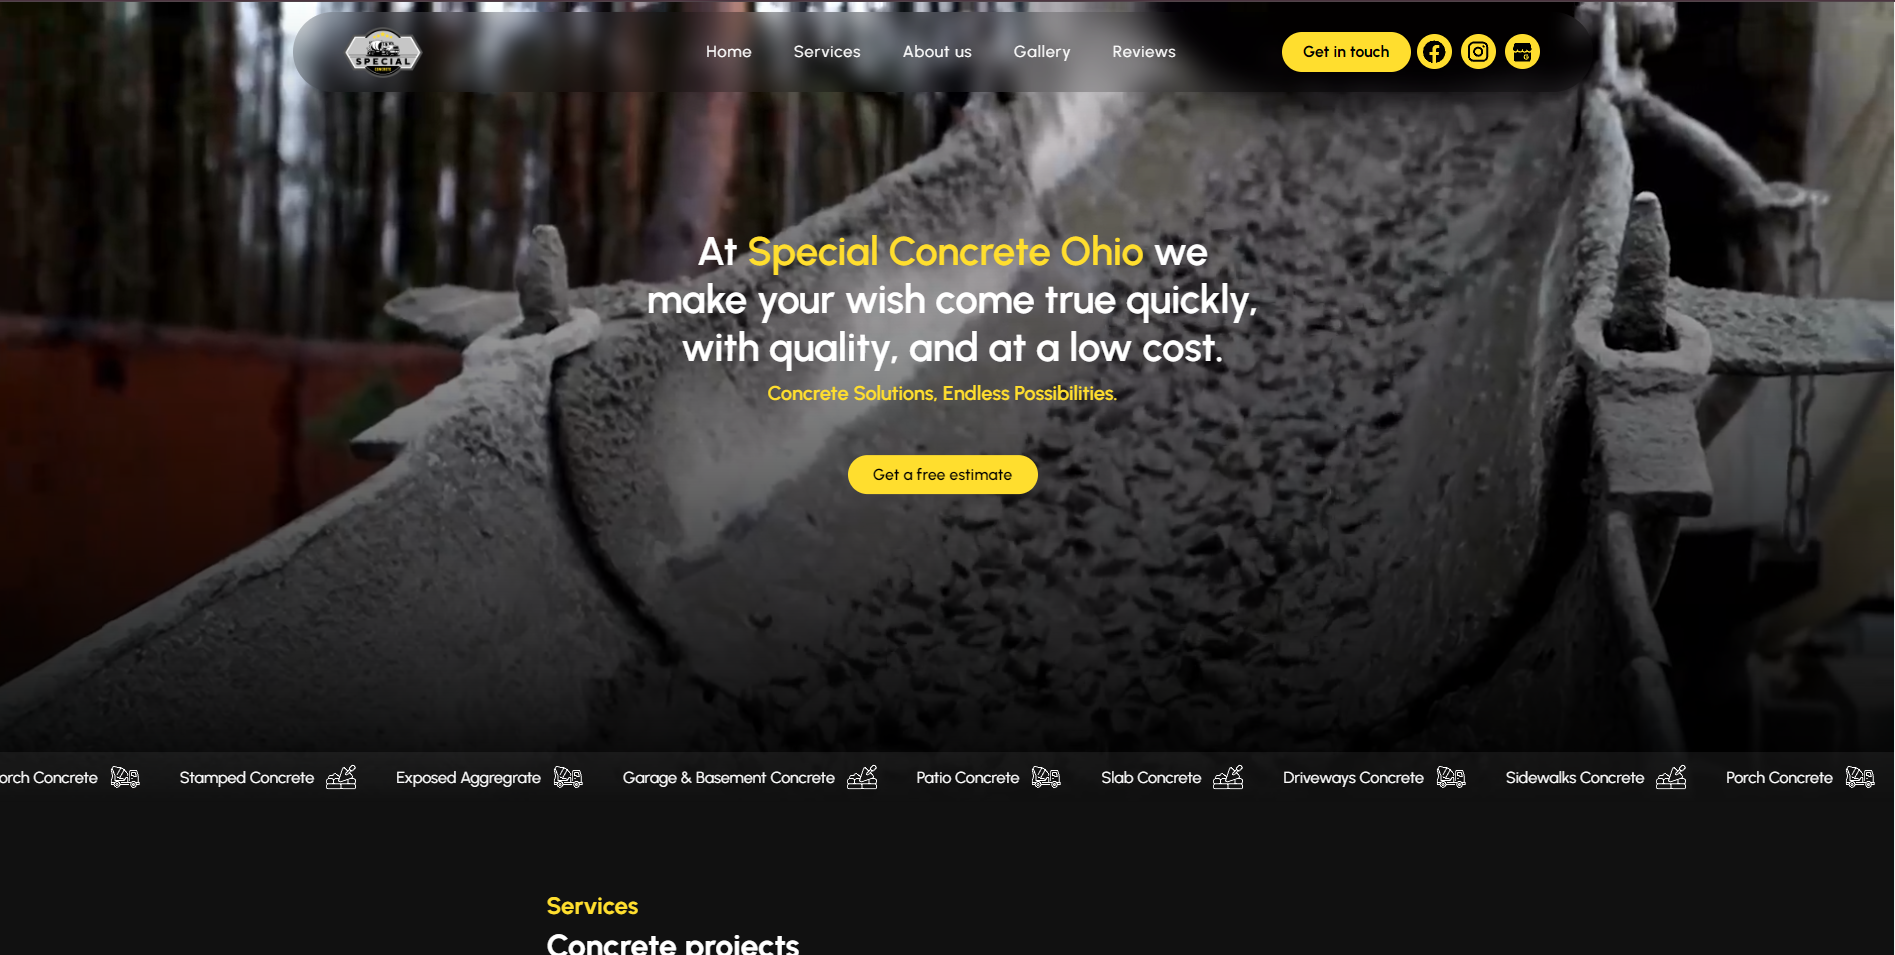 SPECIAL
CONCRETE
Home Services About us Gallery Reviews Get in touch
At Special Concrete Ohio we
make your wish come true quickly,
with quality, and at a low cost.
Concrete Solutions, Endless Possibilities.
Get a free estimate
orch Concrete Stamped Concrete Exposed Aggregrate Garage & Basement Concrete Patio Concrete Slab Concrete Driveways Concrete Sidewalks Concrete Porch Concrete
Services
Concrete projects